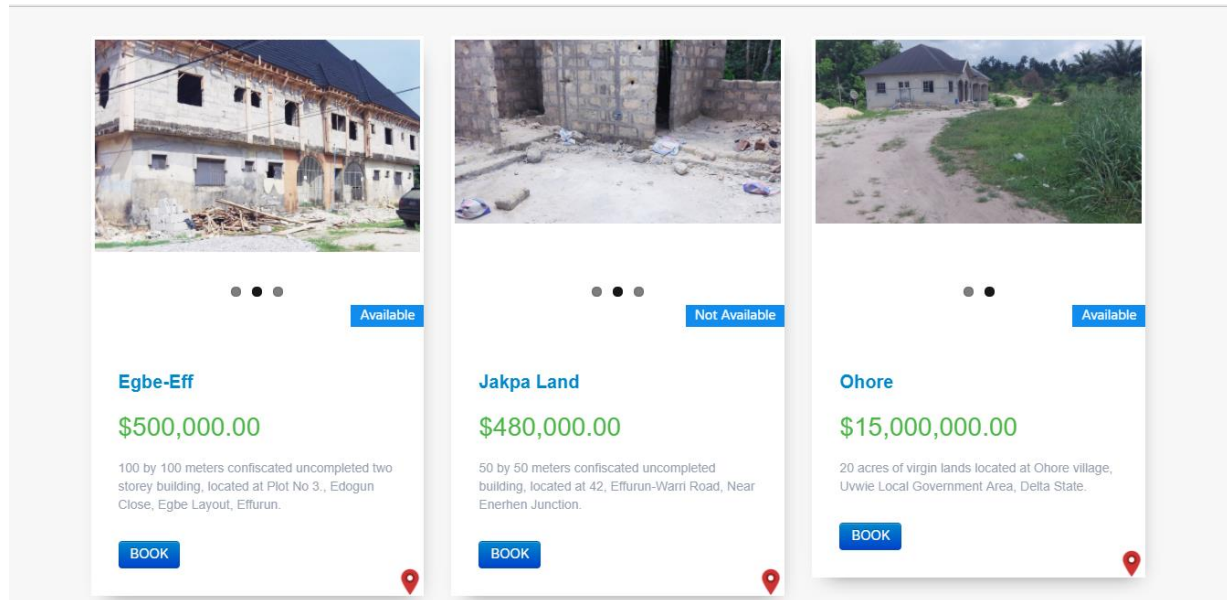 Available
Egbe-Eff
$500,000.00
100 by 100 meters confiscated uncompleted two
storey building, located at Plot No 3., Edogun
Close, Egbe Layout, Effurun.
BOOK
Not Available
Jakpa Land
$480,000.00
50 by 50 meters confiscated uncompleted
building, located at 42, Effurun-Warri Road, Near
Enerhen Junction.
BOOK
Available
Ohore
$15,000,000.00
20 acres of virgin lands located at Ohore village,
Uvwie Local Government Area, Delta State.
BOOK